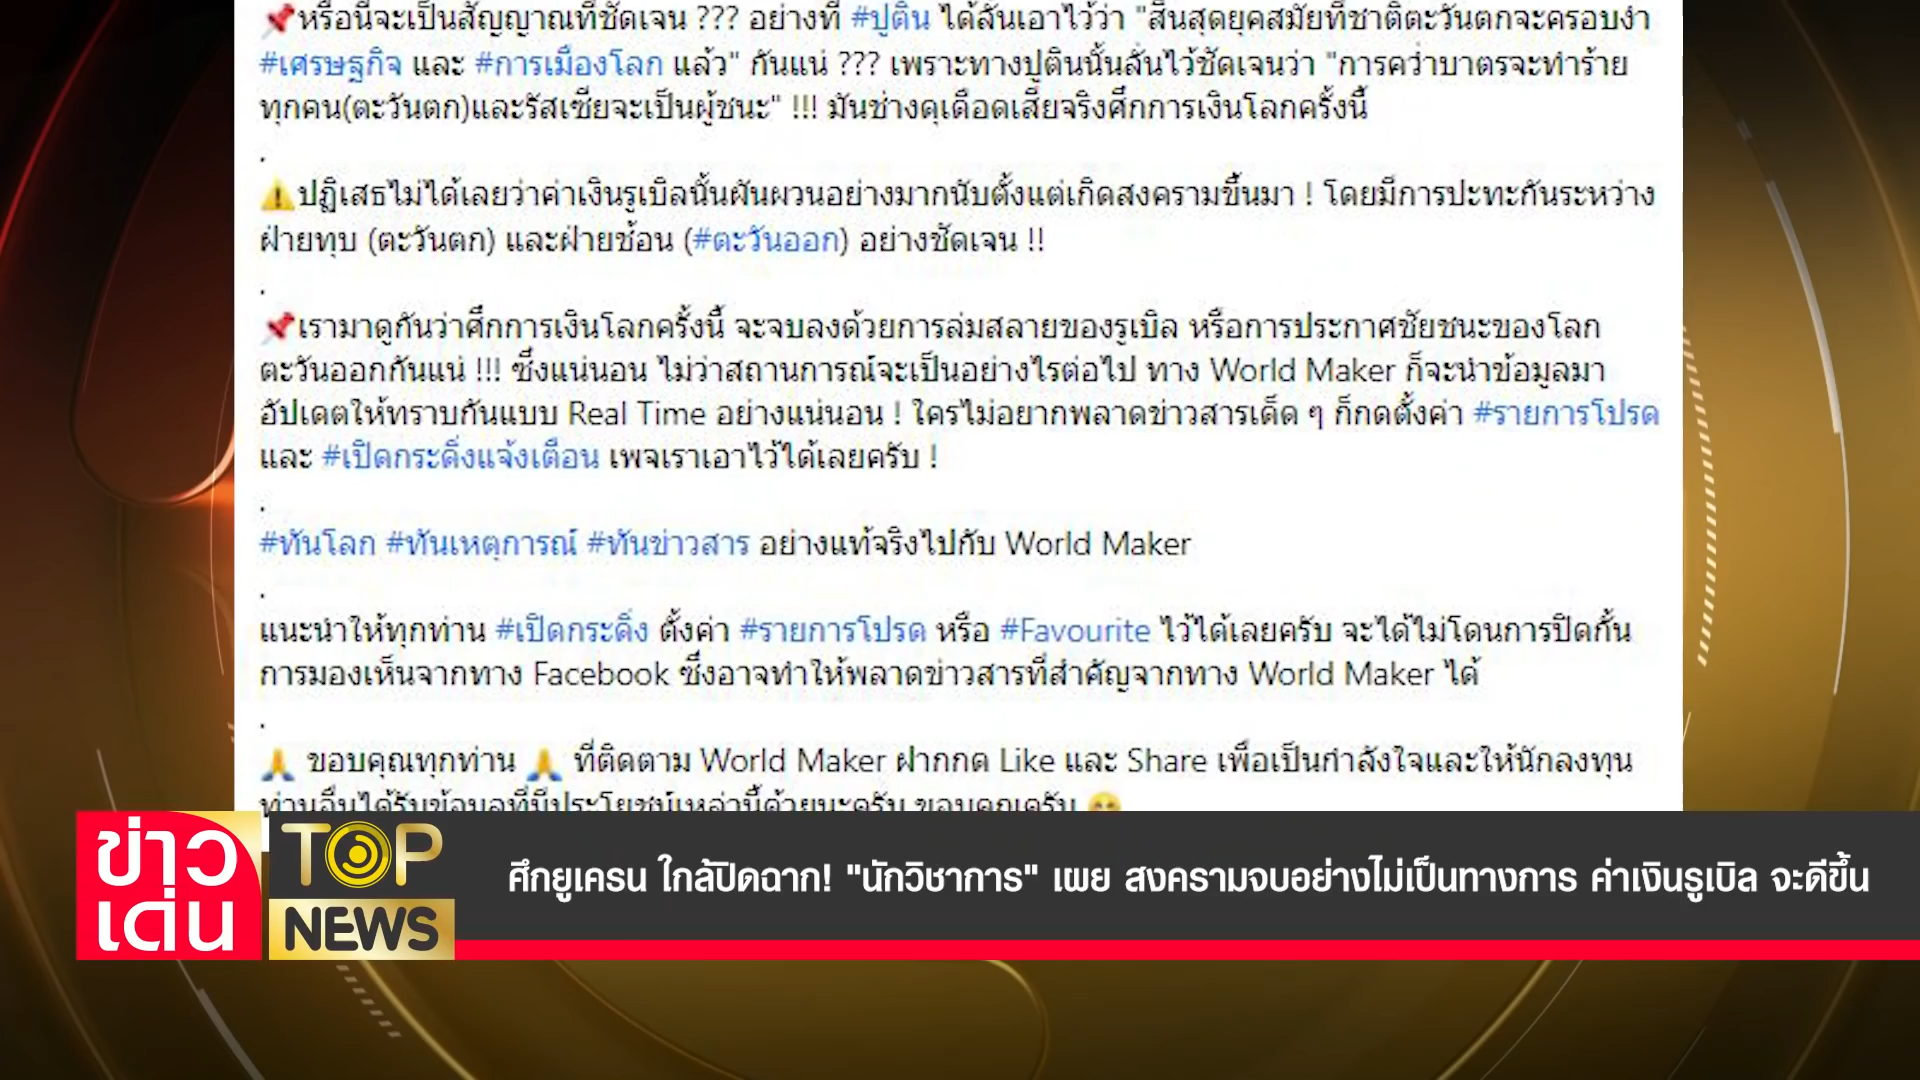 📌หรือนี่จะเป็นสัญญาณที่ชัดเจน ??? อย่างที่ #ปูติน ได้ลั่นเอาไว้ว่า "สิ้นสุดยุคสมัยที่ชาติตะวันตกจะครอบงำ
#เศรษฐกิจ และ #การเมืองโลก แล้ว" กันแน่ ??? เพราะทางปูตินนั้นลั่นไว้ชัดเจนว่า "การคว่ำบาตรจะทำร้าย
ทุกคน(ตะวันตก)และรัสเซียจะเป็นผู้ชนะ" !!! มันช่างดุเดือดเสียจริงศึกการเงินโลกครั้งนี้
.
⚠️ปฏิเสธไม่ได้เลยว่าค่าเงินรูเบิลนั้นผันผวนอย่างมากนับตั้งแต่เกิดสงครามขึ้นมา ! โดยมีการปะทะกันระหว่าง
ฝ่ายทุบ (ตะวันตก) และฝ่ายช้อน (#ตะวันออก) อย่างชัดเจน !!
.
📌เรามาดูกันว่าศึกการเงินโลกครั้งนี้ จะจบลงด้วยการล่มสลายของรูเบิล หรือการประกาศชัยชนะของโลก
ตะวันออกกันแน่ !!! ซึ่งแน่นอน ไม่ว่าสถานการณ์จะเป็นอย่างไรต่อไป ทาง World Maker ก็จะนำข้อมูลมา
อัปเดตให้ทราบกันแบบ Real Time อย่างแน่นอน ! ใครไม่อยากพลาดข่าวสารเด็ด ๆ ก็กดตั้งค่า #รายการโปรด
และ #เปิดกระดิ่งแจ้งเตือน เพจเราเอาไว้ได้เลยครับ !
.
#ทันโลก #ทันเหตุการณ์ #ทันข่าวสาร อย่างแท้จริงไปกับ World Maker
.
แนะนำให้ทุกท่าน #เปิดกระดิ่ง ตั้งค่า #รายการโปรด หรือ #Favourite ไว้ได้เลยครับ จะได้ไม่โดนการปิดกั้น
การมองเห็นจากทาง Facebook ซึ่งอาจทำให้พลาดข่าวสารที่สำคัญจากทาง World Maker ได้
.
🙏 ขอบคุณทุกท่าน 🙏 ที่ติดตาม World Maker ฝากกด Like และ Share เพื่อเป็นกำลังใจและให้นักลงทุน
ท่านอื่นได้รับข้อมูลที่มีประโยชน์เหล่านี้ด้วยนะครับ ขอบคุณครับ 😊
ข่าวเด่น
TOP NEWS
ศึกยูเครน ใกล้ปิดฉาก! "นักวิชาการ" เผย สงครามจบอย่างไม่เป็นทางการ ค่าเงินรูเบิล จะดีขึ้น